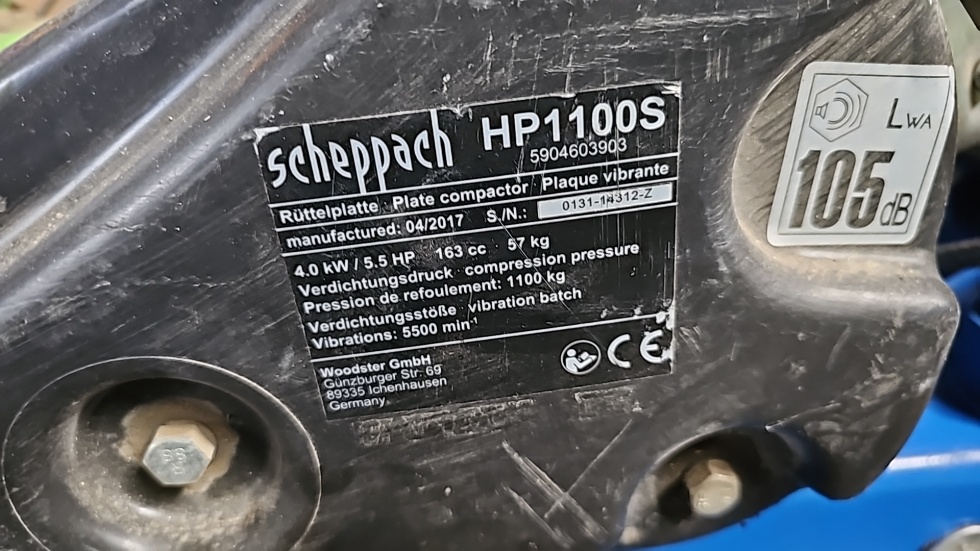 scheppach HP1100S
5904603903
Rüttelplatte · Plate compactor · Plaque vibrante
manufactured: 04/2017 S./N.: 0131-14312-Z
4.0 kW / 5.5 HP 163 cc 57 kg
Verdichtungsdruck · compression pressure
Pression de refoulement: 1100 kg
Verdichtungsstöße · vibration batch
Vibrations: 5500 min⁻¹
Woodster GmbH
Günzburger Str. 69
89335 Ichenhausen
Germany
CE
LWA
105dB